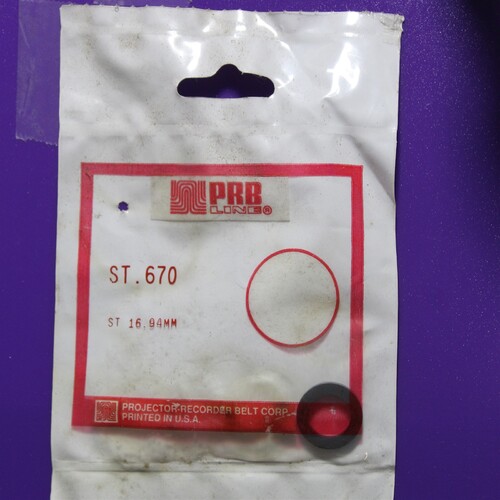 PRB
LINE®
ST.670
ST 16.94MM
PROJECTOR-RECORDER BELT CORP.
PRINTED IN U.S.A.